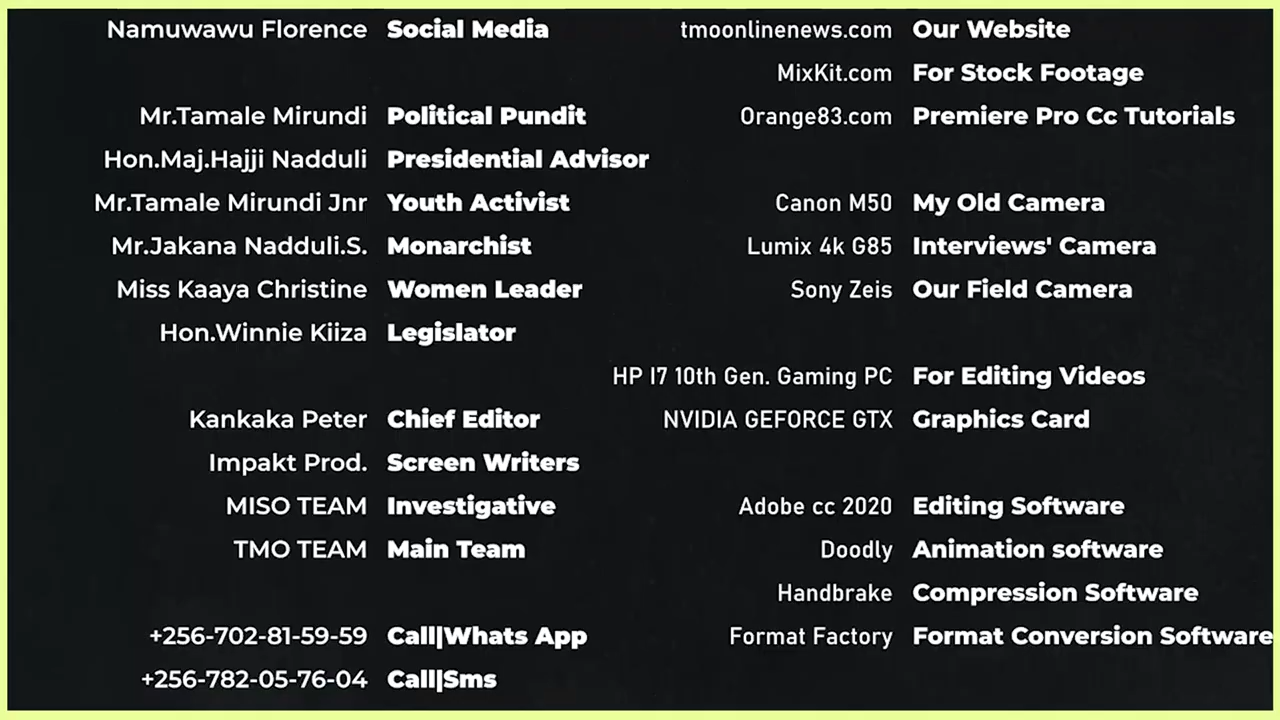 Namuwawu Florence Social Media
Mr.Tamale Mirundi Political Pundit
Hon.Maj.Hajji Nadduli Presidential Advisor
Mr.Tamale Mirundi Jnr Youth Activist
Mr.Jakana Nadduli.S. Monarchist
Miss Kaaya Christine Women Leader
Hon.Winnie Kiiza Legislator
Kankaka Peter Chief Editor
Impakt Prod. Screen Writers
MISO TEAM Investigative
TMO TEAM Main Team
+256-702-81-59-59 Call|Whats App
+256-782-05-76-04 Call|Sms
tmoonlinenews.com Our Website
MixKit.com For Stock Footage
Orange83.com Premiere Pro Cc Tutorials
Canon M50 My Old Camera
Lumix 4k G85 Interviews' Camera
Sony Zeis Our Field Camera
HP I7 10th Gen. Gaming PC For Editing Videos
NVIDIA GEFORCE GTX Graphics Card
Adobe cc 2020 Editing Software
Doodly Animation software
Handbrake Compression Software
Format Factory Format Conversion Software